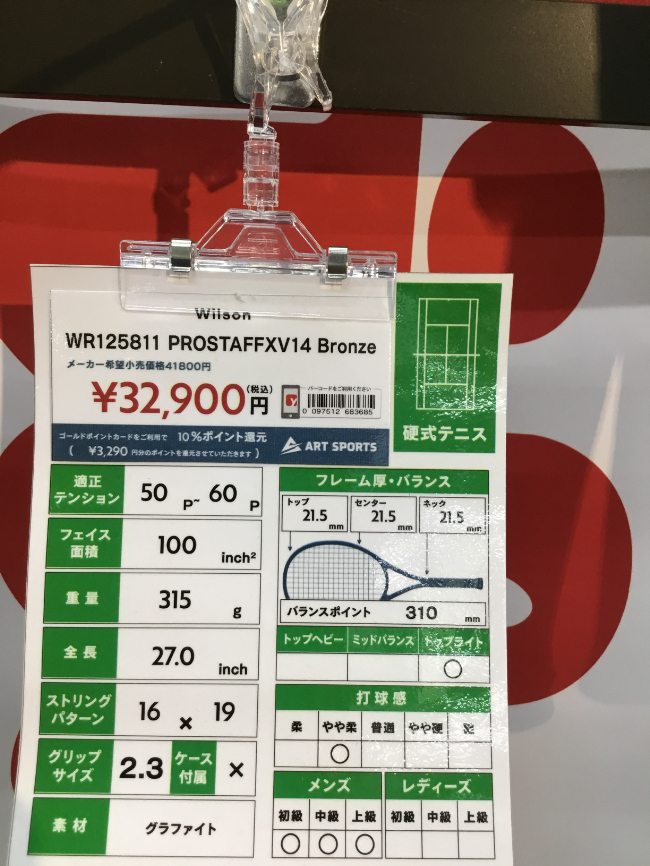 Wilson
WR125811 PROSTAFFXV14 Bronze
メーカー希望小売価格41800円
¥32,900円(税込)
バーコードをご利用ください
0 097512 683685
ゴールドポイントカードをご利用で 10%ポイント還元
( ¥3,290 円分のポイントを還元させていただきます )
ART SPORTS
硬式テニス
適正テンション 50 P~ 60 P
フェイス面積 100 inch²
重量 315 g
全長 27.0 inch
ストリングパターン 16 × 19
グリップサイズ 2.3 ケース付属 ×
素材 グラファイト
フレーム厚・バランス
トップ センター ネック
21.5 mm 21.5 mm 21.5 mm
バランスポイント 310 mm
トップヘビー ミッドバランス トップライト
○
打球感
柔 やや柔 普通 やや硬 硬
○
メンズ レディーズ
初級 中級 上級 初級 中級 上級
○ ○ ○